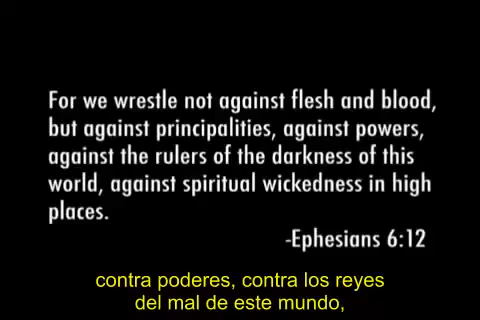 For we wrestle not against flesh and blood,
but against principalities, against powers,
against the rulers of the darkness of this
world, against spiritual wickedness in high
places.
-Ephesians 6:12
contra poderes, contra los reyes
del mal de este mundo,